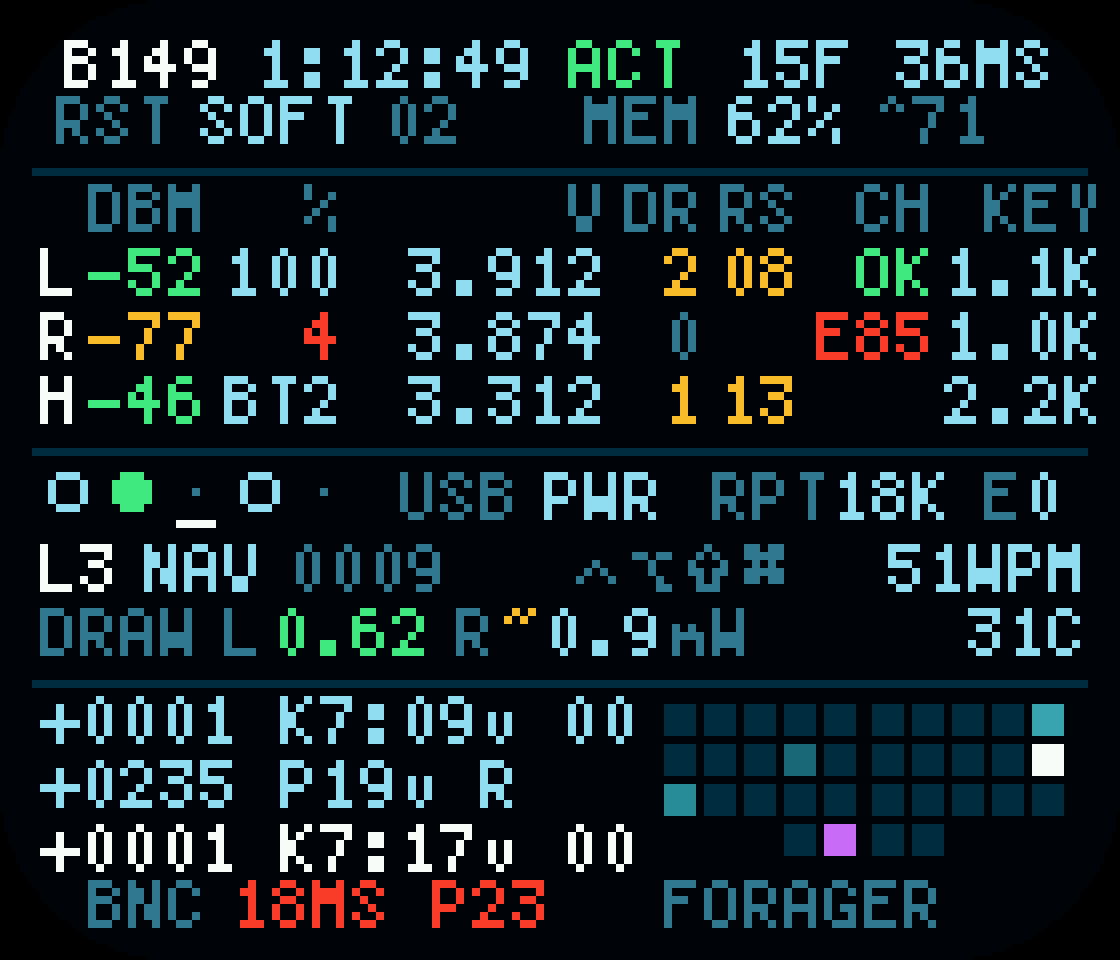 B149 1:12:49 ACT 15F 36MS
RST SOFT 02 MEM 62% ^71
DBM % V DR RS CH KEY
L -52 100 3.912 2 08 OK 1.1K
R -77 4 3.874 0 E85 1.0K
H -46 BT2 3.312 1 13 2.2K
USB PWR RPT 18K E 0
L3 NAV 0009 ^⌥⇧⌘ 51WPM
DRAW L 0.62 R ~0.9mW 31C
+0001 K7:09v 00
+0235 P19v R
+0001 K7:17v 00
BNC 18MS P23 FORAGER